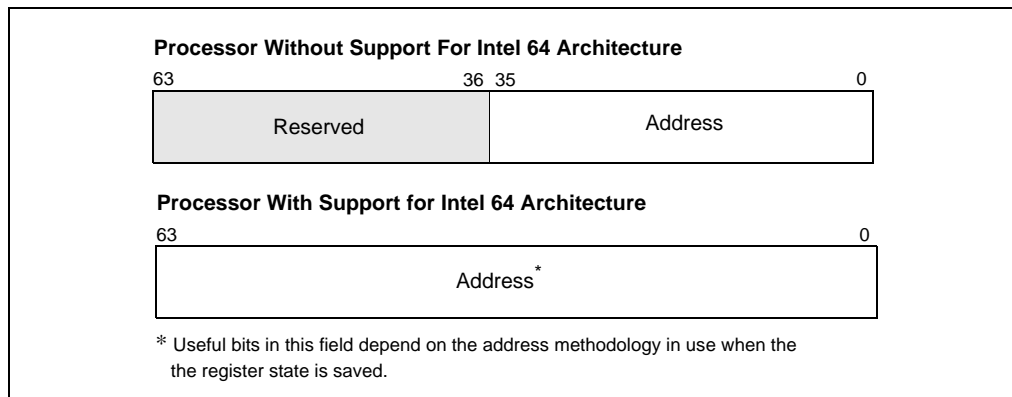 Processor Without Support For Intel 64 Architecture
63 36 35 0
Reserved Address
Processor With Support for Intel 64 Architecture
63 0
Address*
* Useful bits in this field depend on the address methodology in use when the
the register state is saved.